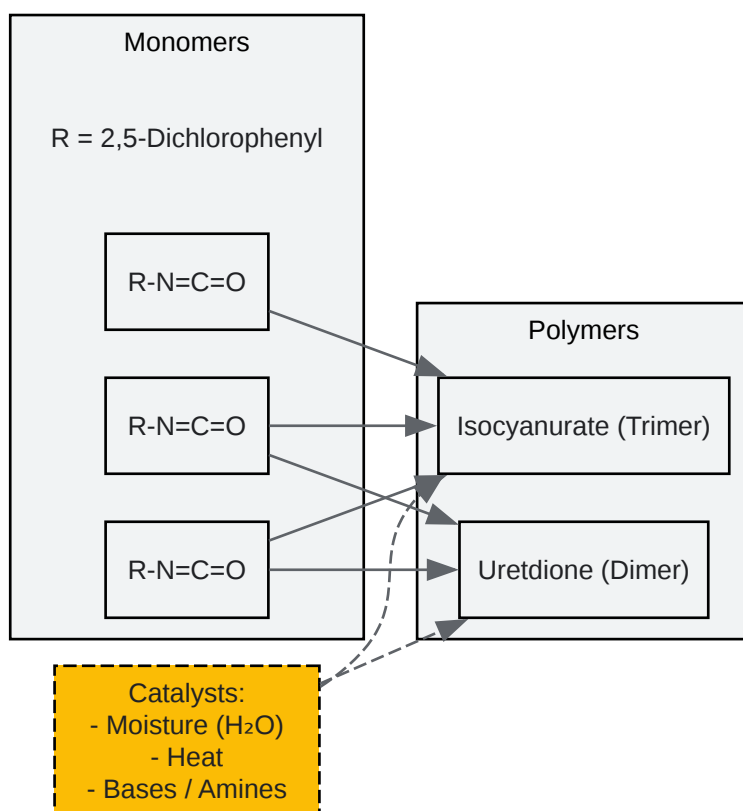 Monomers
R = 2,5-Dichlorophenyl
R-N=C=O
R-N=C=O
R-N=C=O
Polymers
Isocyanurate (Trimer)
Uretdione (Dimer)
Catalysts:
- Moisture (H₂O)
- Heat
- Bases / Amines